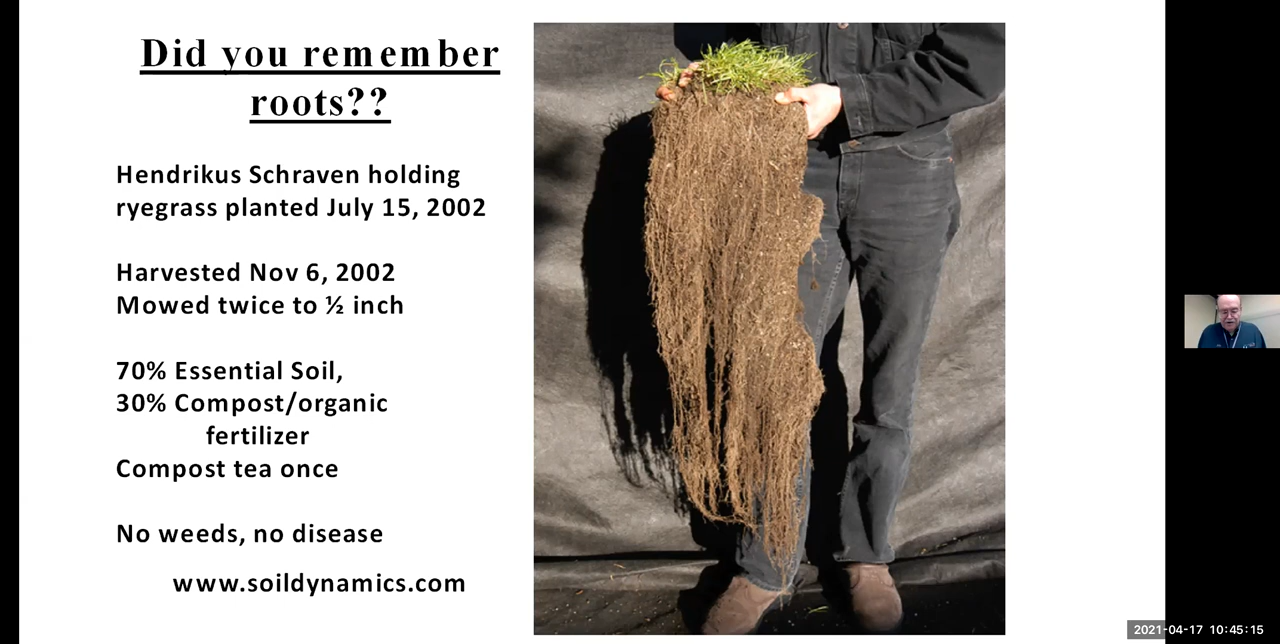 Did you remember
roots??
Hendrikus Schraven holding
ryegrass planted July 15, 2002
Harvested Nov 6, 2002
Mowed twice to ½ inch
70% Essential Soil,
30% Compost/organic
fertilizer
Compost tea once
No weeds, no disease
www.soildynamics.com
2021-04-17 10:45:15